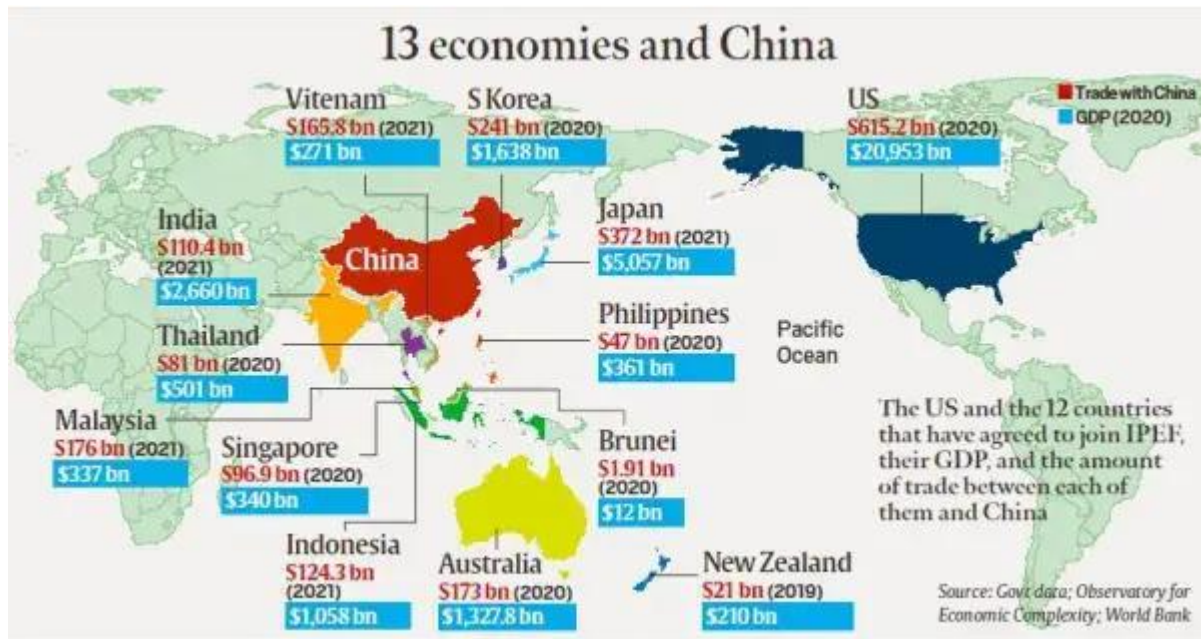 13 economies and China
Vitenam
$165.8 bn (2021)
$271 bn
S Korea
$241 bn (2020)
$1,638 bn
US
$615.2 bn (2020)
$20,953 bn
Trade with China
GDP (2020)
India
$110.4 bn
(2021)
$2,660 bn
China
Japan
$372 bn (2021)
$5,057 bn
Thailand
$81 bn (2020)
$501 bn
Philippines
$47 bn (2020)
$361 bn
Pacific
Ocean
Malaysia
$176 bn (2021)
$337 bn
Singapore
$96.9 bn (2020)
$340 bn
Brunei
$1.91 bn
(2020)
$12 bn
The US and the 12 countries
that have agreed to join IPEF,
their GDP, and the amount
of trade between each of
them and China
Indonesia
$124.3 bn
(2021)
$1,058 bn
Australia
$173 bn (2020)
$1,327.8 bn
New Zealand
$21 bn (2019)
$210 bn
Source: Govt data; Observatory for
Economic Complexity; World Bank